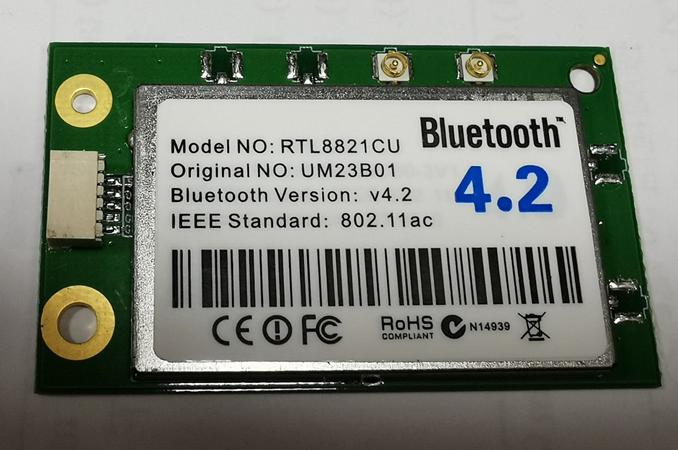 Bluetooth™
4.2
Model NO: RTL8821CU
Original NO: UM23B01
Bluetooth Version: v4.2
IEEE Standard: 802.11ac
CE FC RoHS COMPLIANT N14939